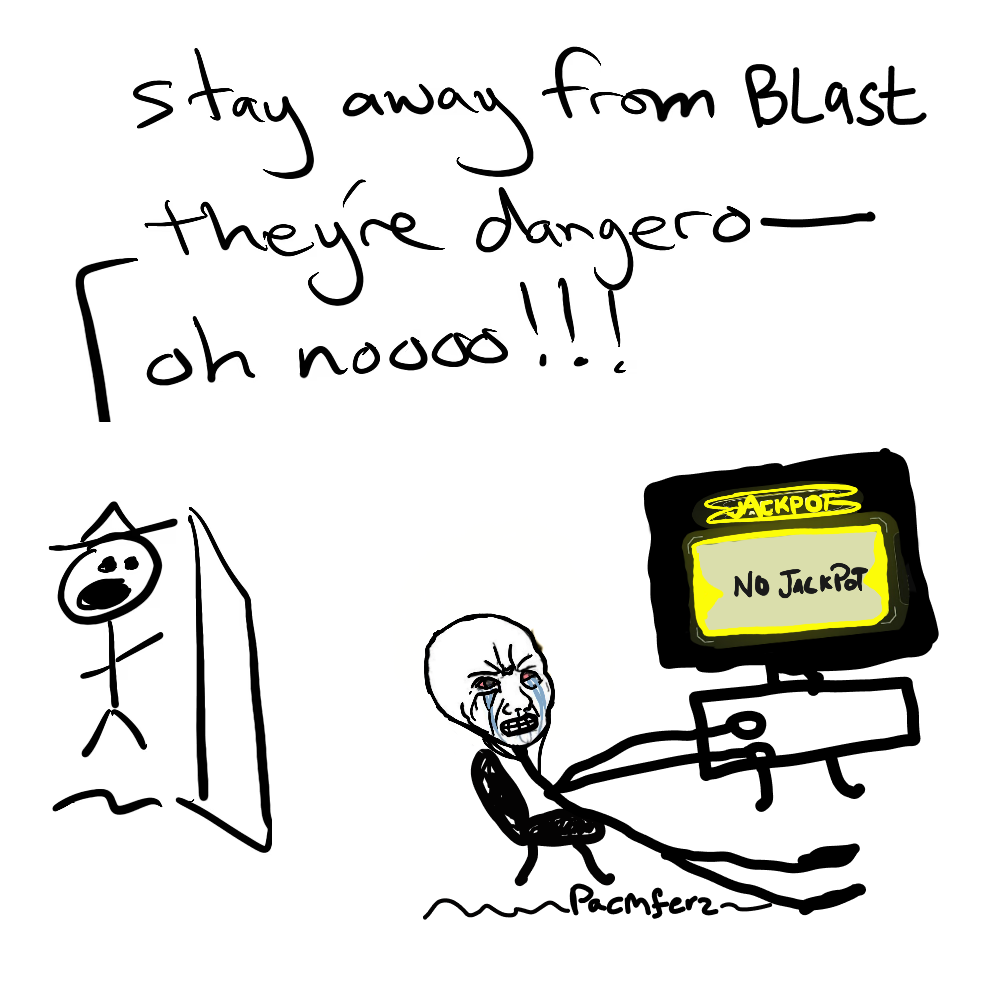 stay away from BLast
they're dangero—
oh noooo!!!
JACKPOT
NO JACKPOT
Pacmferz